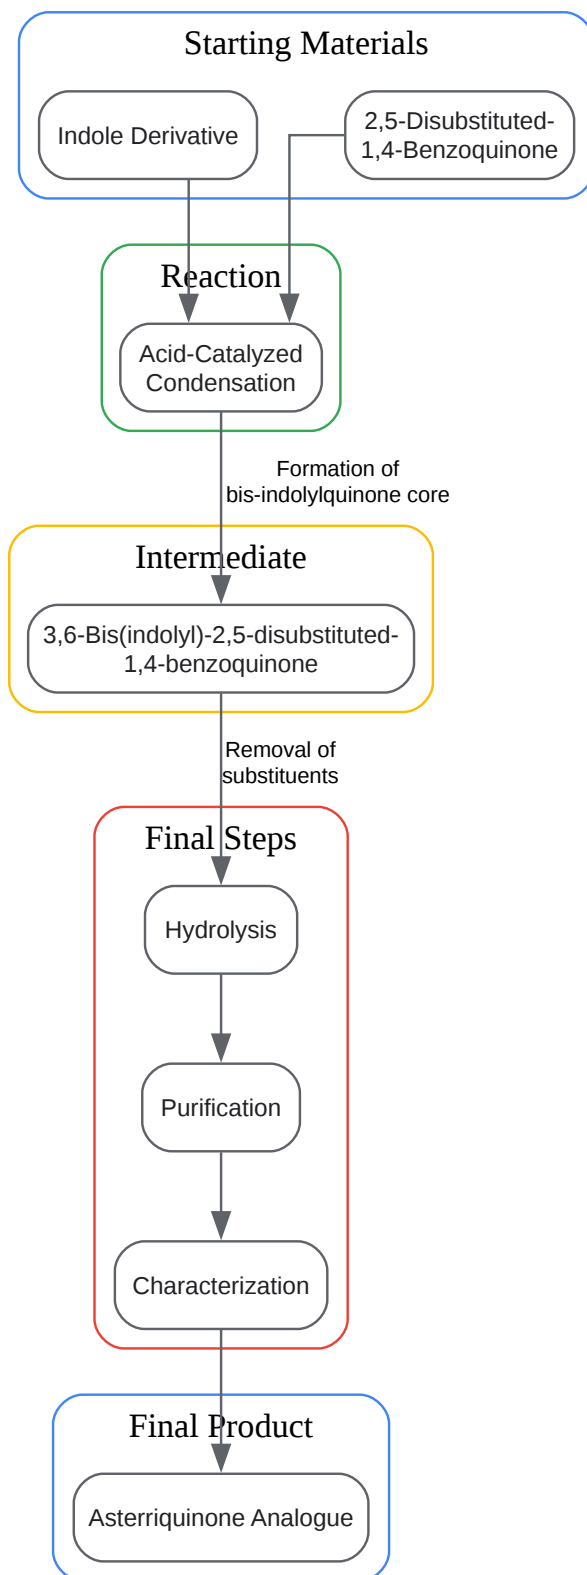 Starting Materials
Indole Derivative
2,5-Disubstituted-
1,4-Benzoquinone
Reaction
Acid-Catalyzed
Condensation
Formation of
bis-indolylquinone core
Intermediate
3,6-Bis(indolyl)-2,5-disubstituted-
1,4-benzoquinone
Removal of
substituents
Final Steps
Hydrolysis
Purification
Characterization
Final Product
Asterriquinone Analogue